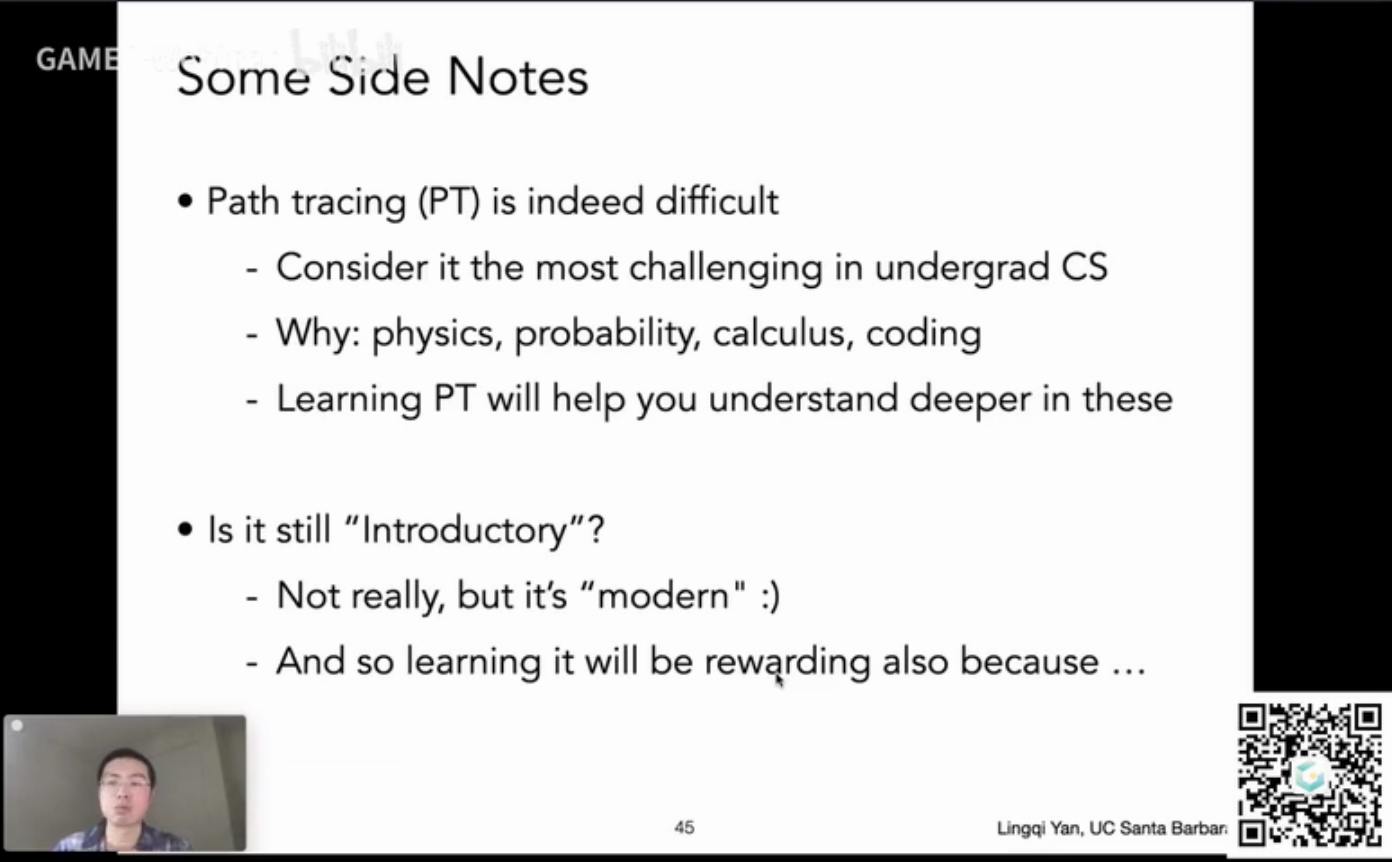 GAME
Some Side Notes
• Path tracing (PT) is indeed difficult
- Consider it the most challenging in undergrad CS
- Why: physics, probability, calculus, coding
- Learning PT will help you understand deeper in these
• Is it still “Introductory”?
- Not really, but it’s “modern" :)
- And so learning it will be rewarding also because …
45
Lingqi Yan, UC Santa Barbar